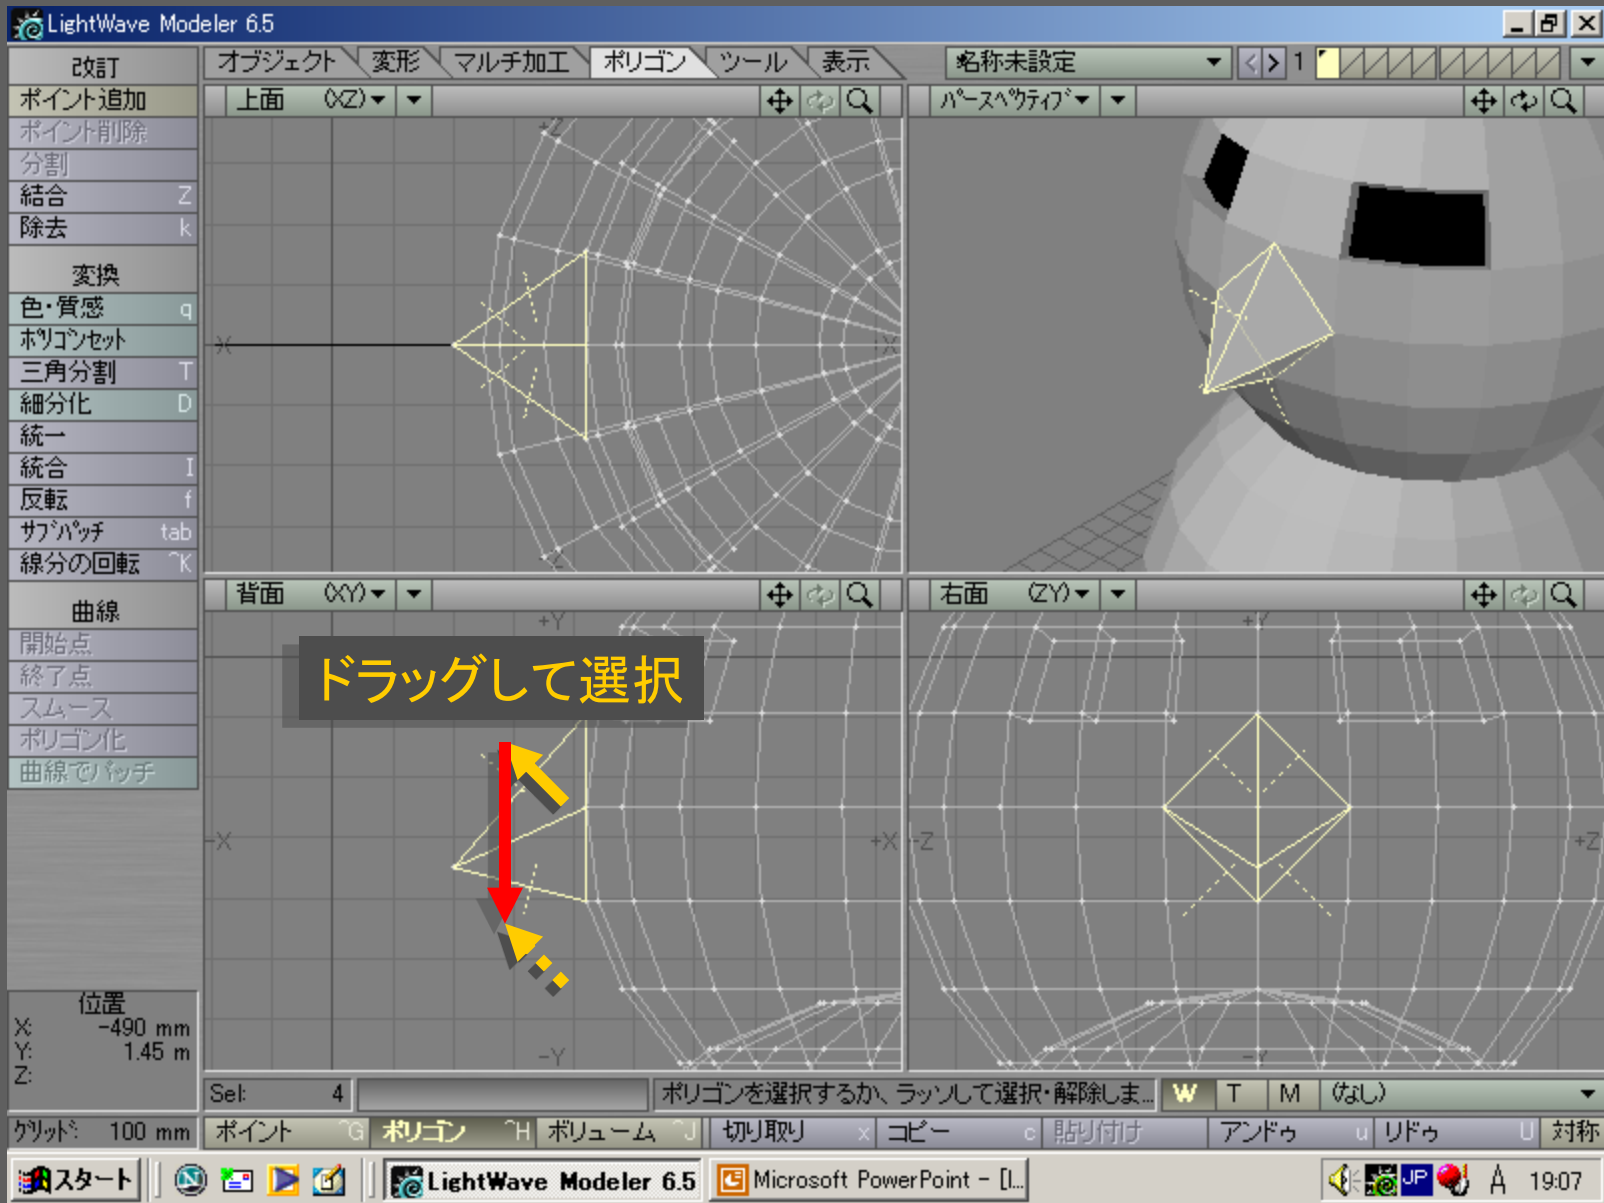 LightWave Modeler 6.5
改訂
オブジェクト 変形 マルチ加工 ポリゴン ツール 表示
名称未設定
1
ポイント追加
ポイント削除
分割
結合 Z
除去 k
変換
色・質感 q
ポリゴンセット
三角分割 T
細分化 D
統一
統合 I
反転 f
サブパッチ tab
線分の回転 ^K
曲線
開始点
終了点
スムース
ポリゴン化
曲線でパッチ
上面 (XZ)
パースペクティブ
+Z
-X
+X
-Z
背面 (XY)
右面 (ZY)
+Y
+Y
ドラッグして選択
-X
+X
-Z
+Z
-Y
-Y
位置
X: -490 mm
Y: 1.45 m
Z:
Sel: 4
ポリゴンを選択するか、ラッソして選択・解除しま...
W T M (なし)
グリッド: 100 mm
ポイント ^G ポリゴン ^H ボリューム ^J 切り取り x コピー c 貼り付け アンドゥ u リドゥ U 対称
スタート
LightWave Modeler 6.5
Microsoft PowerPoint - [l...
JP
A
19:07